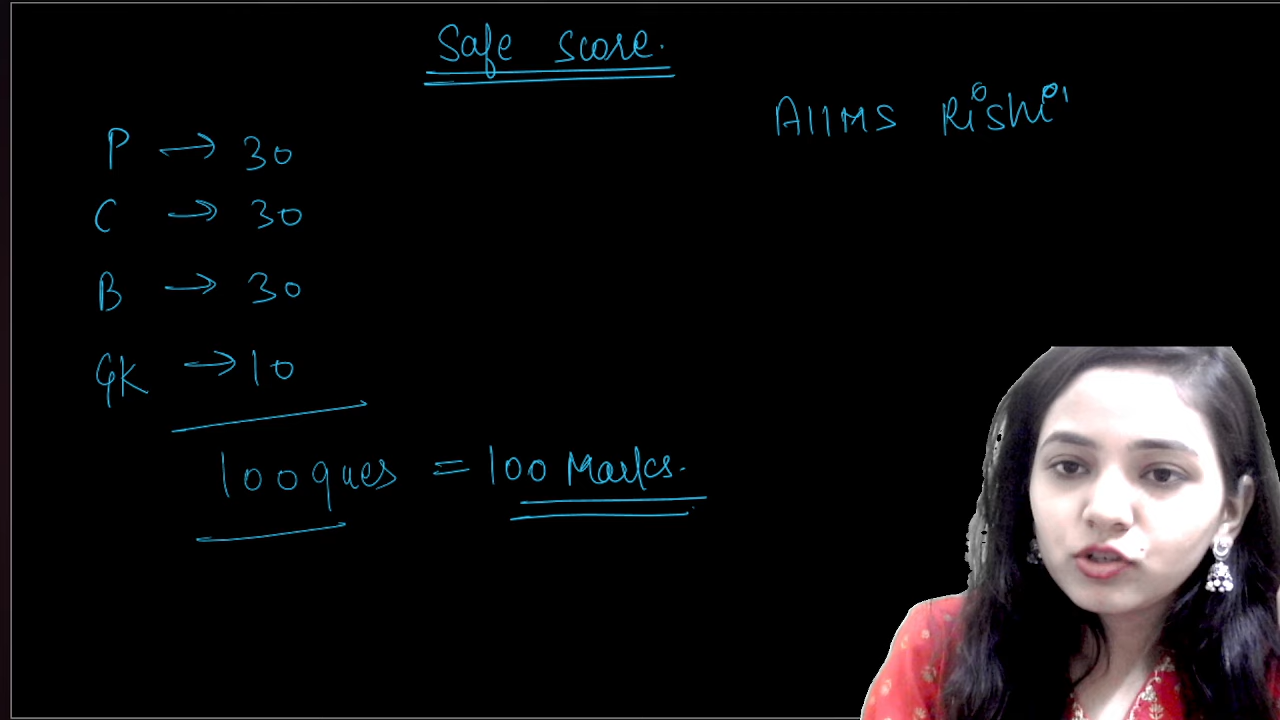 Safe score.
AIIMS Rishi
P → 30
C → 30
B → 30
GK → 10
100 ques = 100 Marks.